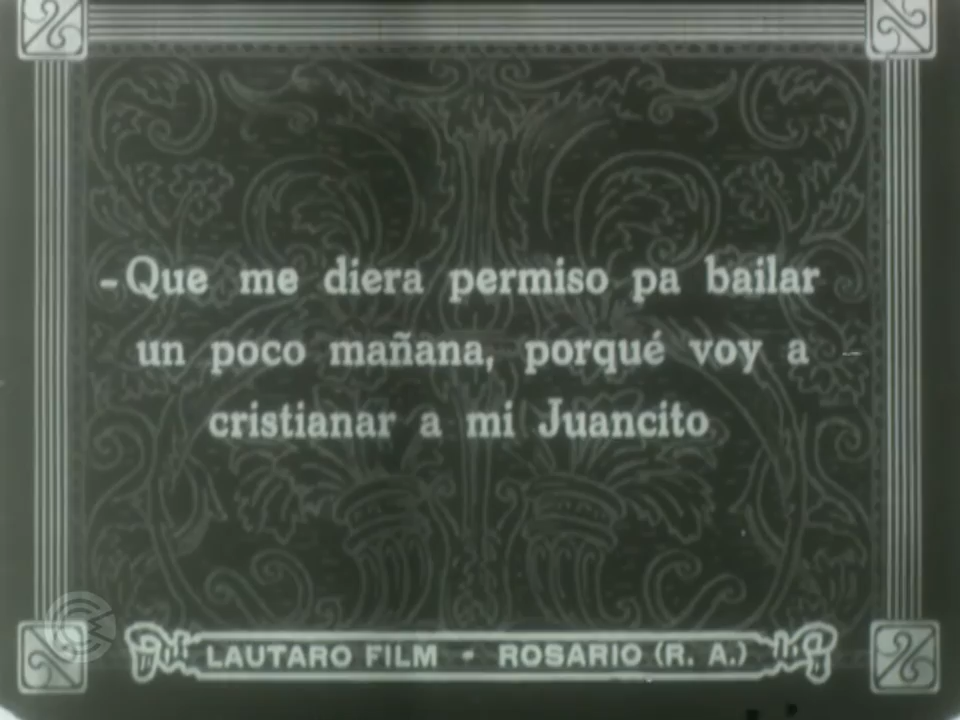 -Que me diera permiso pa bailar
un poco mañana, porqué voy a
cristianar a mi Juancito
LAUTARO FILM - ROSARIO (R. A.)